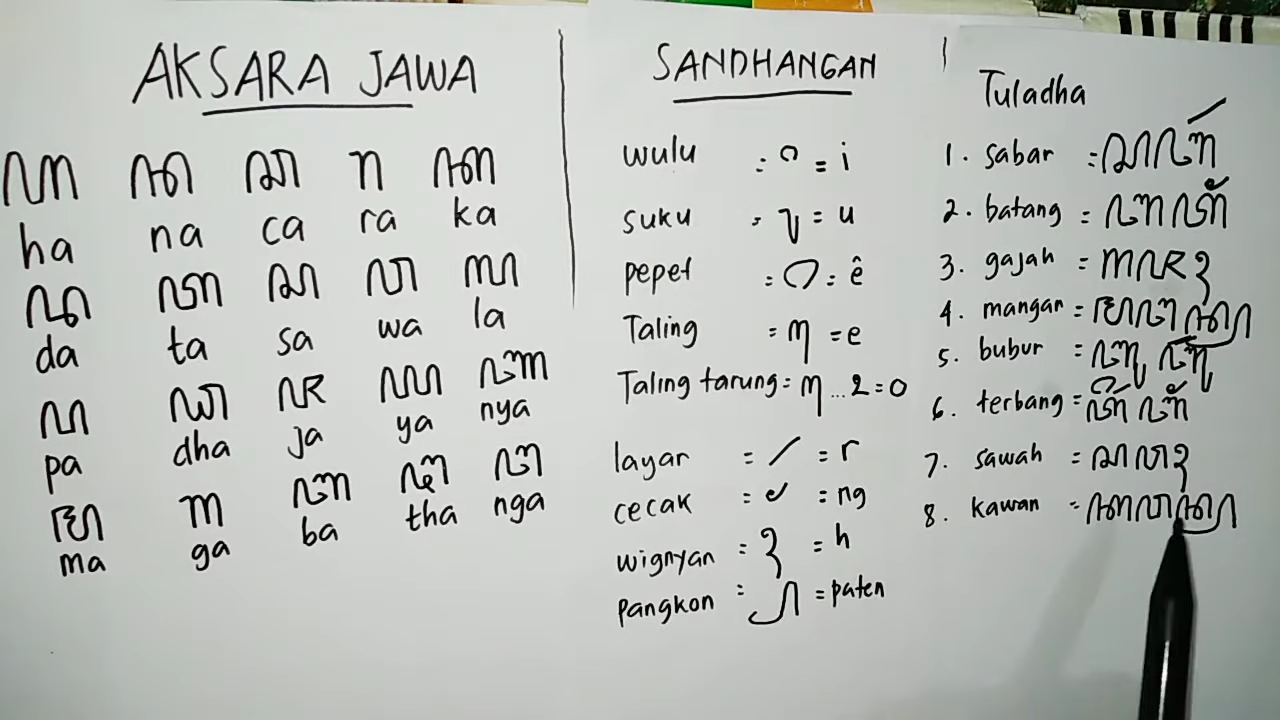 AKSARA JAWA
ꦲ ꦤ ꦕ ꦫ ꦏ
ha na ca ra ka
ꦢ ꦠ ꦱ ꦮ ꦭ
da ta sa wa la
ꦥ ꦝ ꦗ ꦪ ꦚ
pa dha ja ya nya
ꦩ ꦒ ꦧ ꦛ ꦔ
ma ga ba tha nga
SANDHANGAN
wulu : ꦶ = i
suku = ꦸ = u
pepet = ꦼ = ê
Taling = ꦺ = e
Taling tarung = ꦺ...ꦴ = o
layar = ꦂ = r
cecak = ꦁ = ng
wignyan = ꦃ = h
pangkon = ꧀ = paten
Tuladha
1. sabar = ꦱꦧꦂ
2. batang = ꦧꦠꦁ
3. gajah = ꦒꦗꦃ
4. mangan = ꦩꦔꦤ꧀
5. bubur = ꦧꦸꦧꦸꦂ
6. terbang = ꦠꦼꦂꦧꦁ
7. sawah = ꦱꦮꦃ
8. kawan = ꦏꦮꦤ꧀